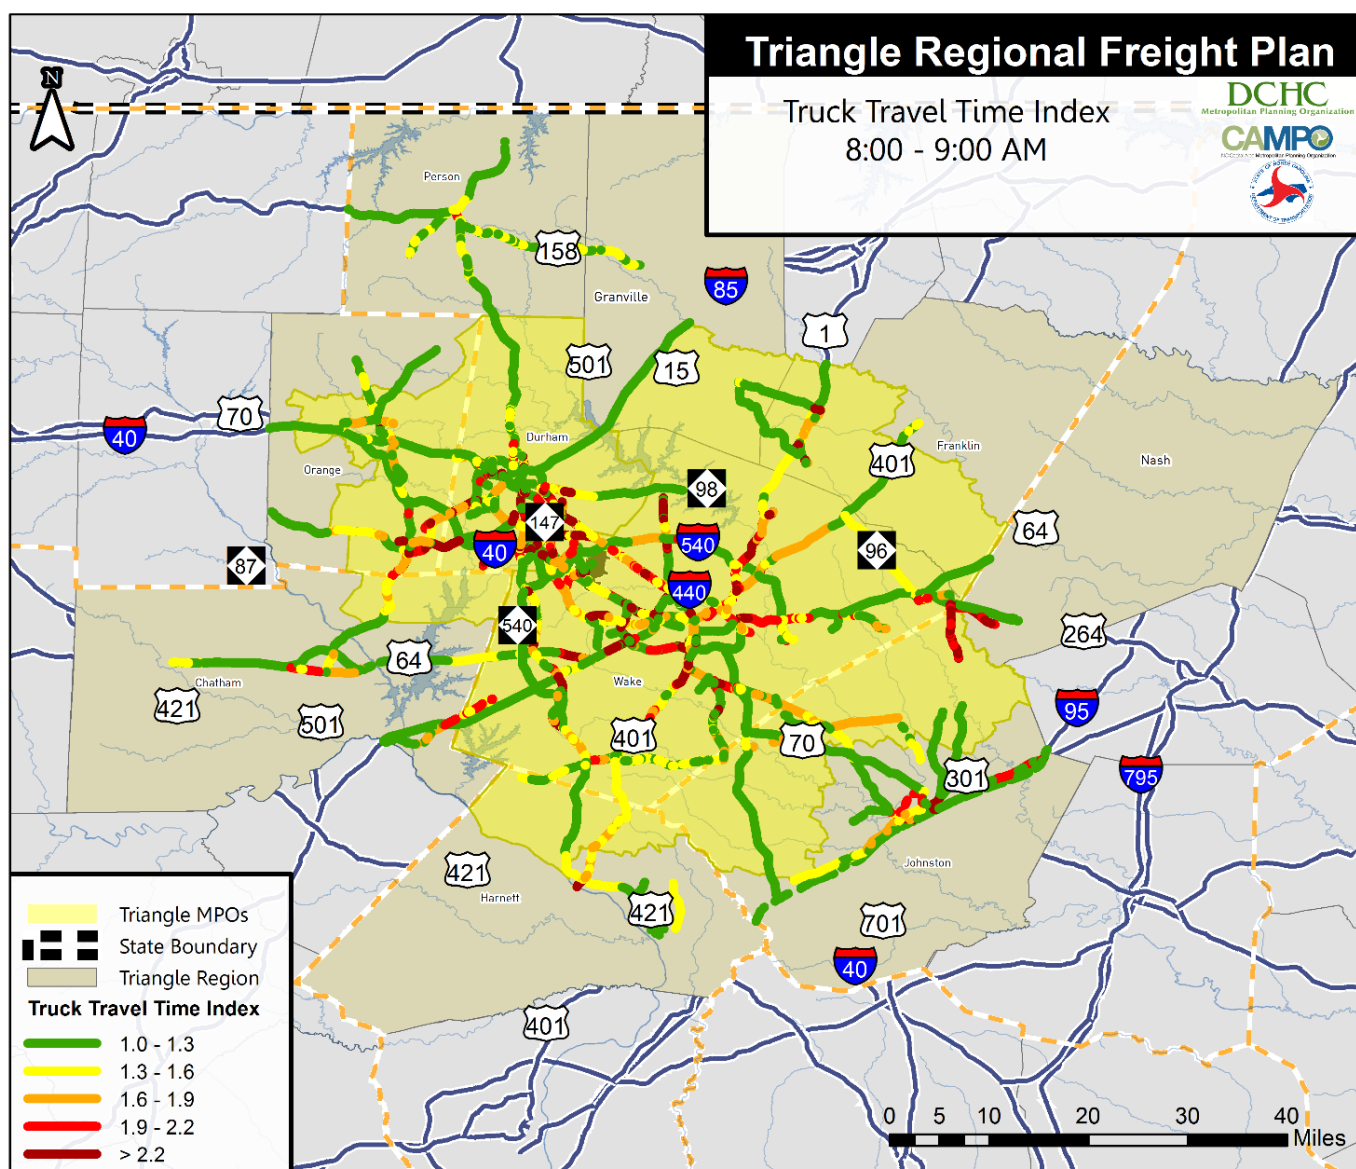 Triangle Regional Freight Plan
Truck Travel Time Index
8:00 - 9:00 AM
DCHC
Metropolitan Planning Organization
CAMPO
N
Person
158
Granville
85
1
501
15
70
40
Durham
Franklin
401
Nash
Orange
98
147
64
40
540
96
87
440
540
264
64
Chatham
Wake
421
501
95
401
70
301
795
421
Johnston
Harnett
421
701
40
401
Triangle MPOs
State Boundary
Triangle Region
Truck Travel Time Index
1.0 - 1.3
1.3 - 1.6
1.6 - 1.9
1.9 - 2.2
> 2.2
0 5 10 20 30 40
Miles